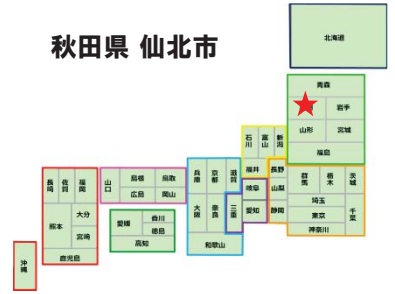 秋田県 仙北市
北海道
青森
岩手
山形
宮城
福島
石川
富山
新潟
福井
長野
群馬
栃木
茨城
岐阜
山梨
埼玉
千葉
愛知
静岡
東京
神奈川
兵庫
京都
滋賀
大阪
奈良
三重
和歌山
山口
島根
鳥取
広島
岡山
愛媛
香川
徳島
高知
長崎
佐賀
福岡
熊本
大分
宮崎
鹿児島
沖縄